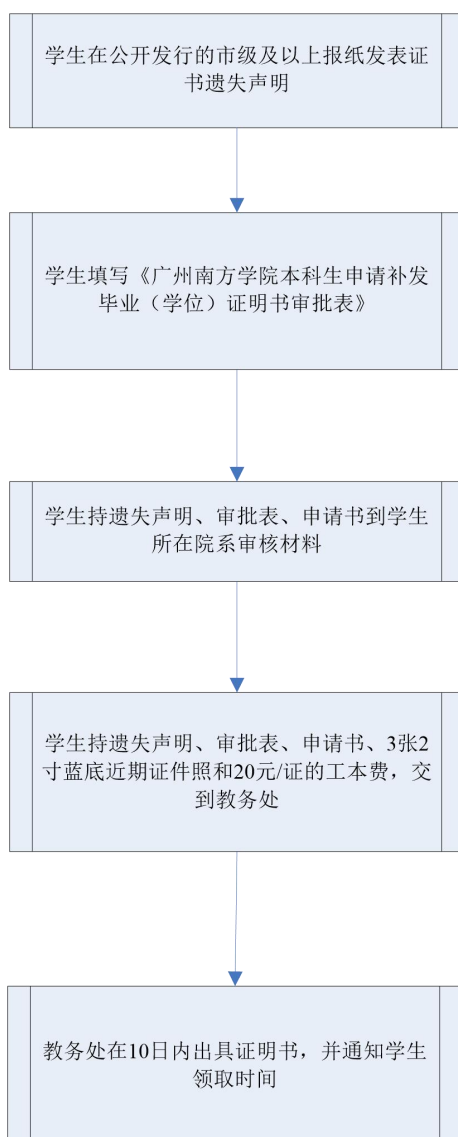 学生在公开发行的市级及以上报纸发表证
书遗失声明
学生填写《广州南方学院本科生申请补发
毕业（学位）证明书审批表》
学生持遗失声明、审批表、申请书到学生
所在院系审核材料
学生持遗失声明、审批表、申请书、3张2
寸蓝底近期证件照和20元/证的工本费，交
到教务处
教务处在10日内出具证明书，并通知学生
领取时间